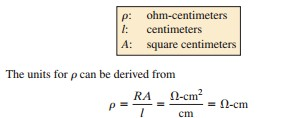 ρ: ohm-centimeters
l: centimeters
A: square centimeters
The units for ρ can be derived from
ρ = RA/l = Ω-cm²/cm = Ω-cm